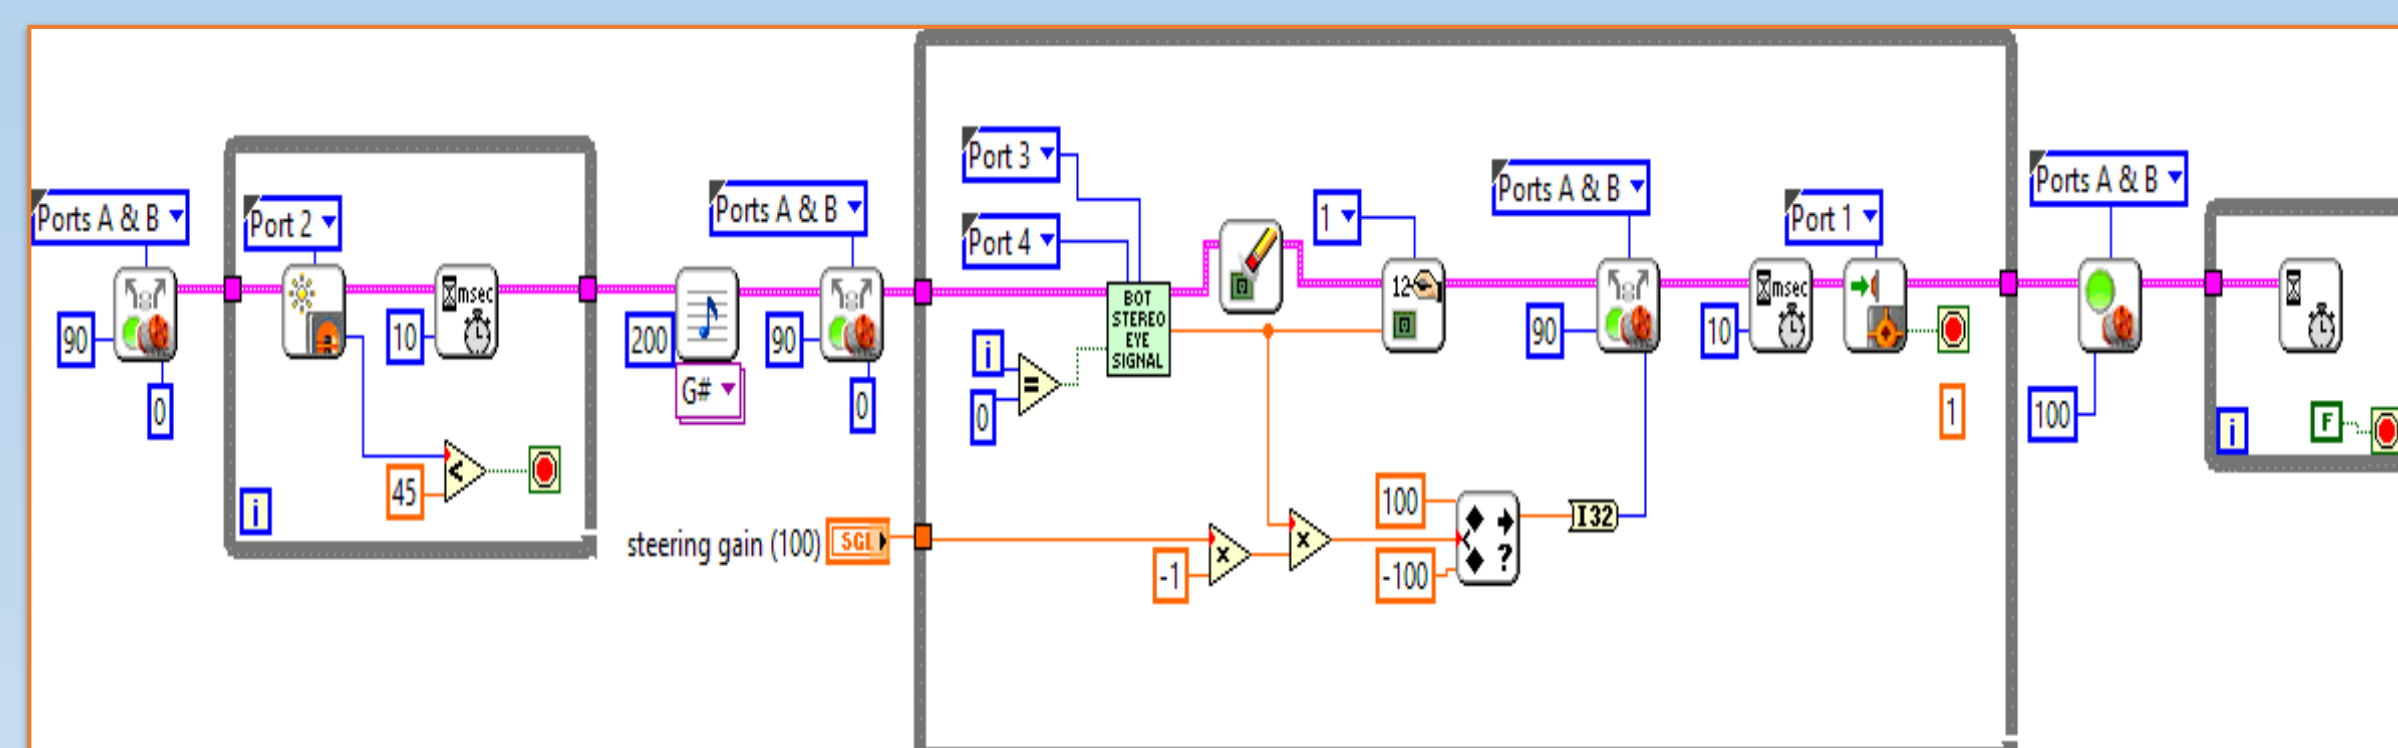 Ports A & B
90
0
Port 2
msec
10
45
<
i
200
G#
Ports A & B
90
0
steering gain (100)
SGL
Port 3
Port 4
i
0
=
BOT
STEREO
EYE
SIGNAL
1
12
Ports A & B
90
msec
10
Port 1
1
-1
x
x
100
-100
?
I32
Ports A & B
100
i
F